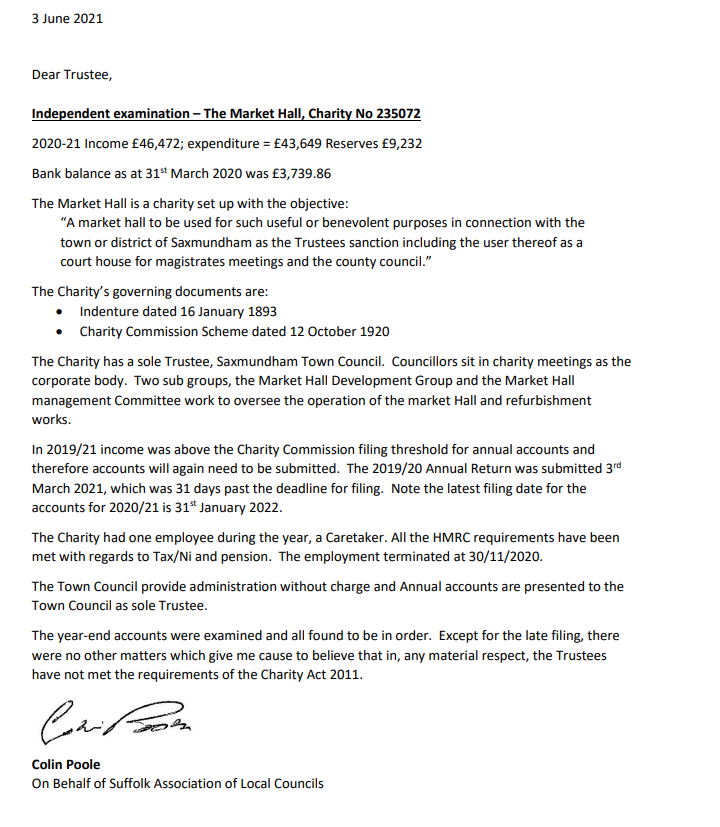 3 June 2021
Dear Trustee,
Independent examination – The Market Hall, Charity No 235072
2020-21 Income £46,472; expenditure = £43,649 Reserves £9,232
Bank balance as at 31st March 2020 was £3,739.86
The Market Hall is a charity set up with the objective:
“A market hall to be used for such useful or benevolent purposes in connection with the
town or district of Saxmundham as the Trustees sanction including the user thereof as a
court house for magistrates meetings and the county council.”
The Charity’s governing documents are:
• Indenture dated 16 January 1893
• Charity Commission Scheme dated 12 October 1920
The Charity has a sole Trustee, Saxmundham Town Council. Councillors sit in charity meetings as the
corporate body. Two sub groups, the Market Hall Development Group and the Market Hall
management Committee work to oversee the operation of the market Hall and refurbishment
works.
In 2019/21 income was above the Charity Commission filing threshold for annual accounts and
therefore accounts will again need to be submitted. The 2019/20 Annual Return was submitted 3rd
March 2021, which was 31 days past the deadline for filing. Note the latest filing date for the
accounts for 2020/21 is 31st January 2022.
The Charity had one employee during the year, a Caretaker. All the HMRC requirements have been
met with regards to Tax/Ni and pension. The employment terminated at 30/11/2020.
The Town Council provide administration without charge and Annual accounts are presented to the
Town Council as sole Trustee.
The year-end accounts were examined and all found to be in order. Except for the late filing, there
were no other matters which give me cause to believe that in, any material respect, the Trustees
have not met the requirements of the Charity Act 2011.
Colin Poole
Colin Poole
On Behalf of Suffolk Association of Local Councils